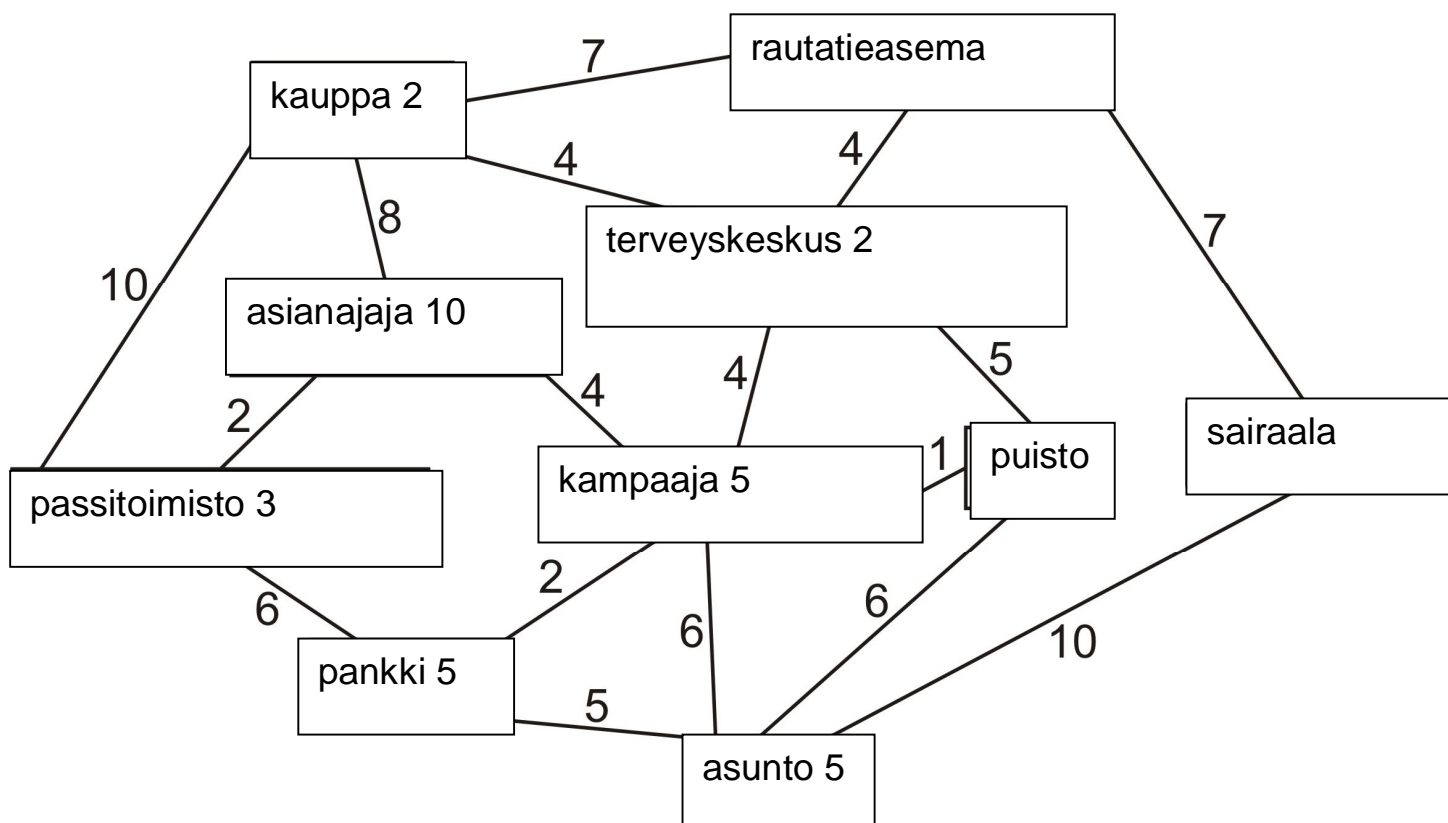 rautatieasema
7
kauppa 2
4
4
8
terveyskeskus 2
7
10
asianajaja 10
4
5
2
4
sairaala
1
puisto
kampaaja 5
passitoimisto 3
2
6
6
6
10
pankki 5
5
asunto 5